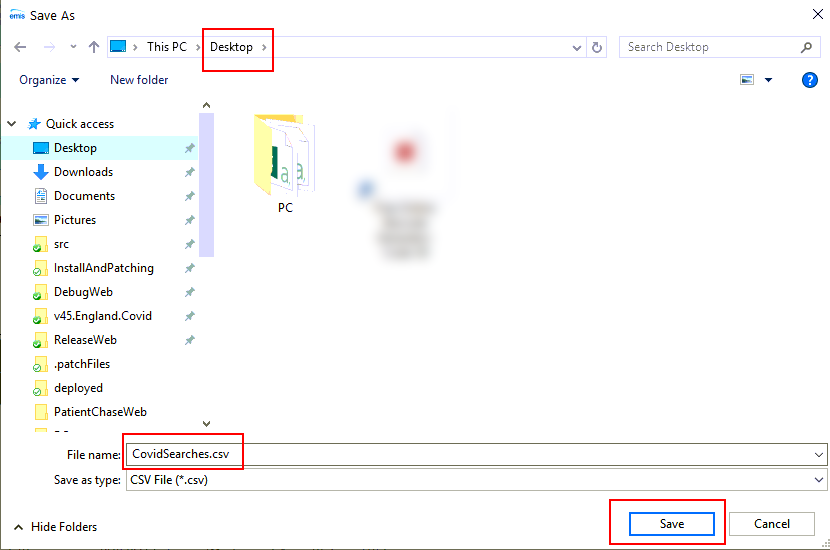 emis Save As
This PC > Desktop >
Search Desktop
Organize
New folder
?
Quick access
Desktop
Downloads
Documents
Pictures
src
InstallAndPatching
DebugWeb
v45.England.Covid
ReleaseWeb
.patchFiles
deployed
PatientChaseWeb
PC
File name: CovidSearches.csv
Save as type: CSV File (*.csv)
Hide Folders
Save
Cancel